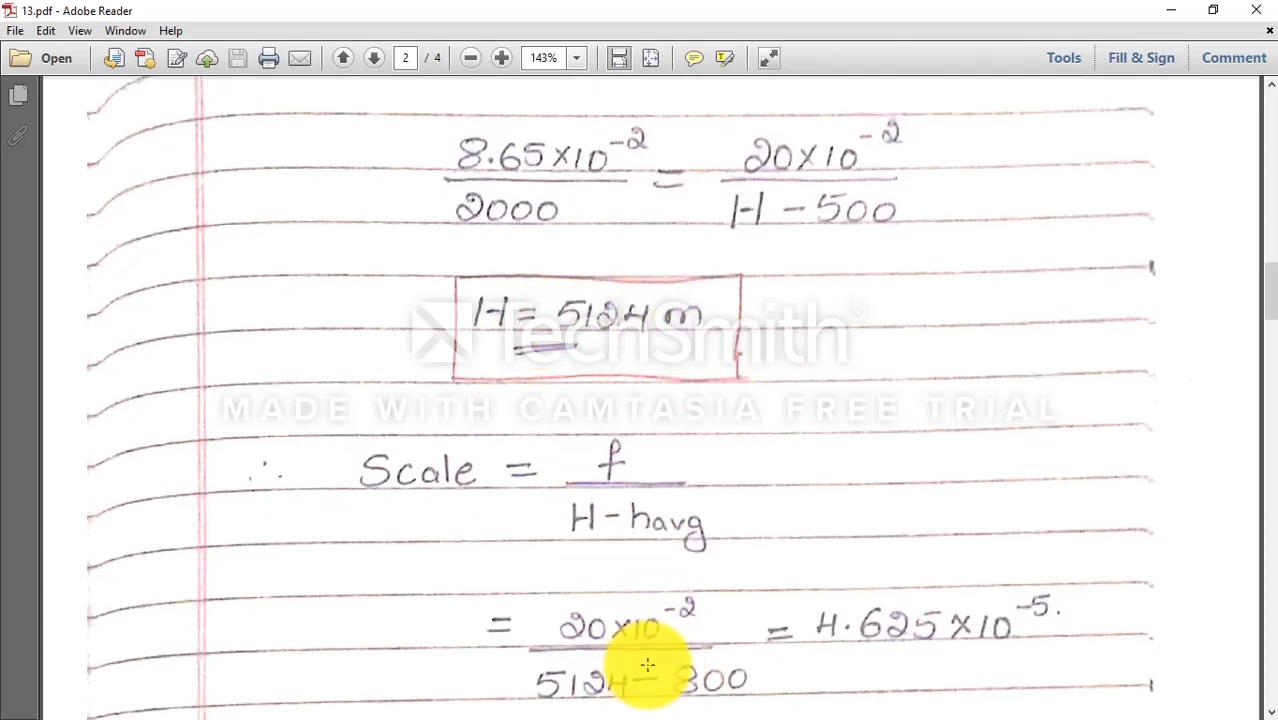 13.pdf - Adobe Reader
File Edit View Window Help
Open 2 / 4 143% Tools Fill & Sign Comment
8.65×10⁻² / 2000 = 20×10⁻² / H – 500
H = 5124 m
TechSmith®
MADE WITH CAMTASIA FREE TRIAL
∴ Scale = f / H – havg
= 20×10⁻² / 5124 – 800 = 4.625×10⁻⁵.